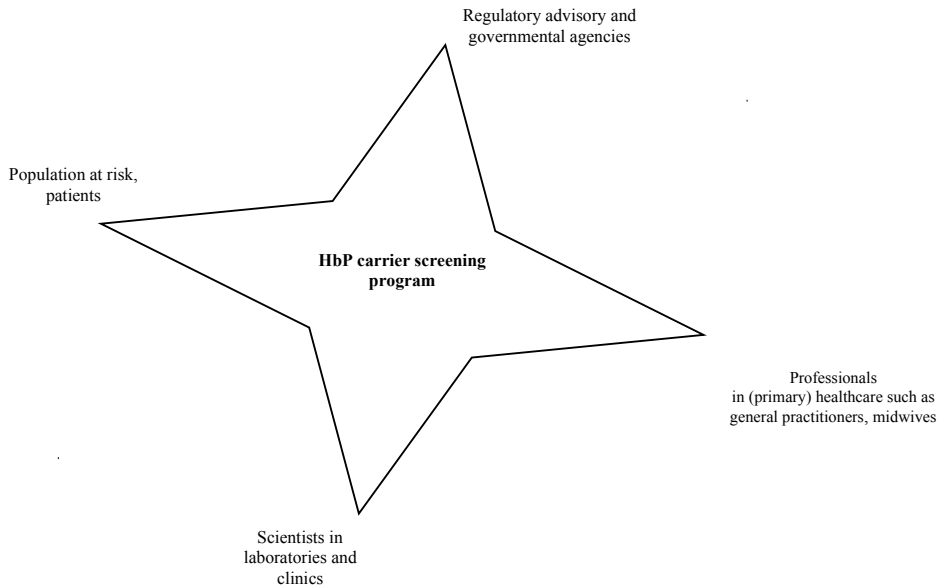 Regulatory advisory and
governmental agencies
Population at risk,
patients
HbP carrier screening
program
Professionals
in (primary) healthcare such as
general practitioners, midwives
Scientists in
laboratories and
clinics